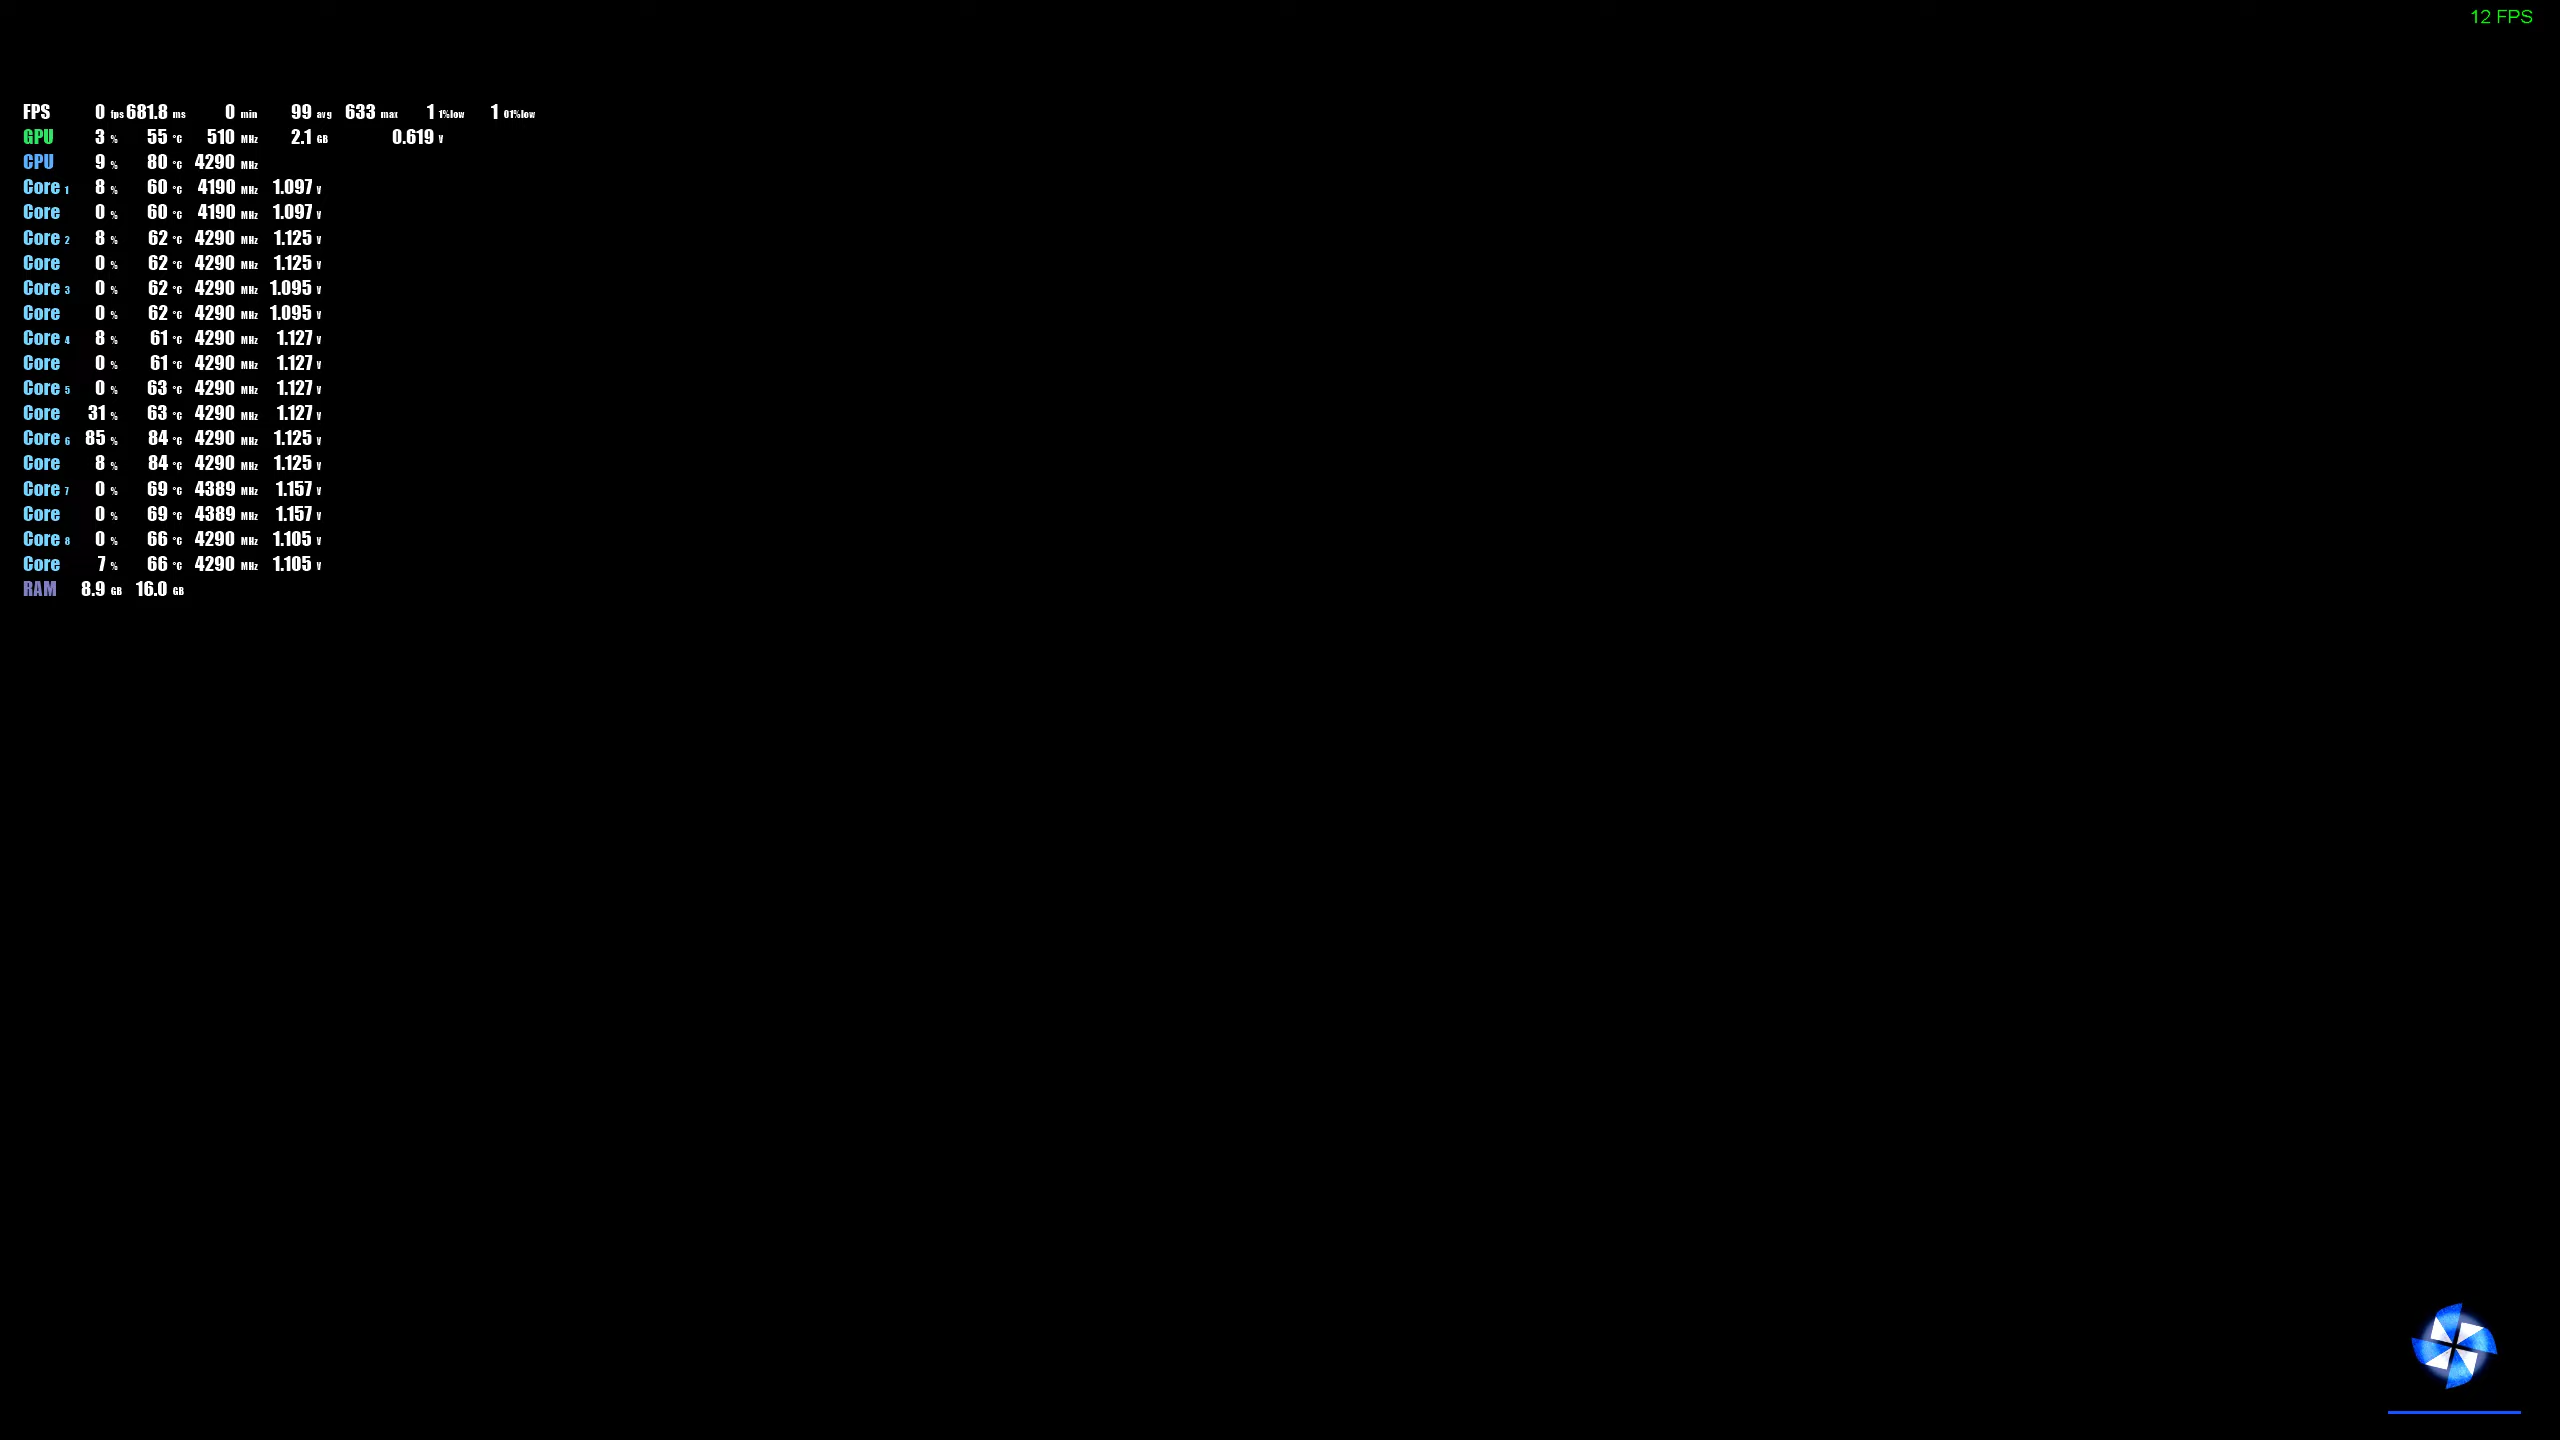 12 FPS
FPS 0 fps 681.8 ms 0 min 99 avg 633 max 1 1%low 1 01%low
GPU 3 % 55 °C 510 MHz 2.1 GB 0.619 V
CPU 9 % 80 °C 4290 MHz
Core 1 8 % 60 °C 4190 MHz 1.097 V
Core 0 % 60 °C 4190 MHz 1.097 V
Core 2 8 % 62 °C 4290 MHz 1.125 V
Core 0 % 62 °C 4290 MHz 1.125 V
Core 3 0 % 62 °C 4290 MHz 1.095 V
Core 0 % 62 °C 4290 MHz 1.095 V
Core 4 8 % 61 °C 4290 MHz 1.127 V
Core 0 % 61 °C 4290 MHz 1.127 V
Core 5 0 % 63 °C 4290 MHz 1.127 V
Core 31 % 63 °C 4290 MHz 1.127 V
Core 6 85 % 84 °C 4290 MHz 1.125 V
Core 8 % 84 °C 4290 MHz 1.125 V
Core 7 0 % 69 °C 4389 MHz 1.157 V
Core 0 % 69 °C 4389 MHz 1.157 V
Core 8 0 % 66 °C 4290 MHz 1.105 V
Core 7 % 66 °C 4290 MHz 1.105 V
RAM 8.9 GB 16.0 GB